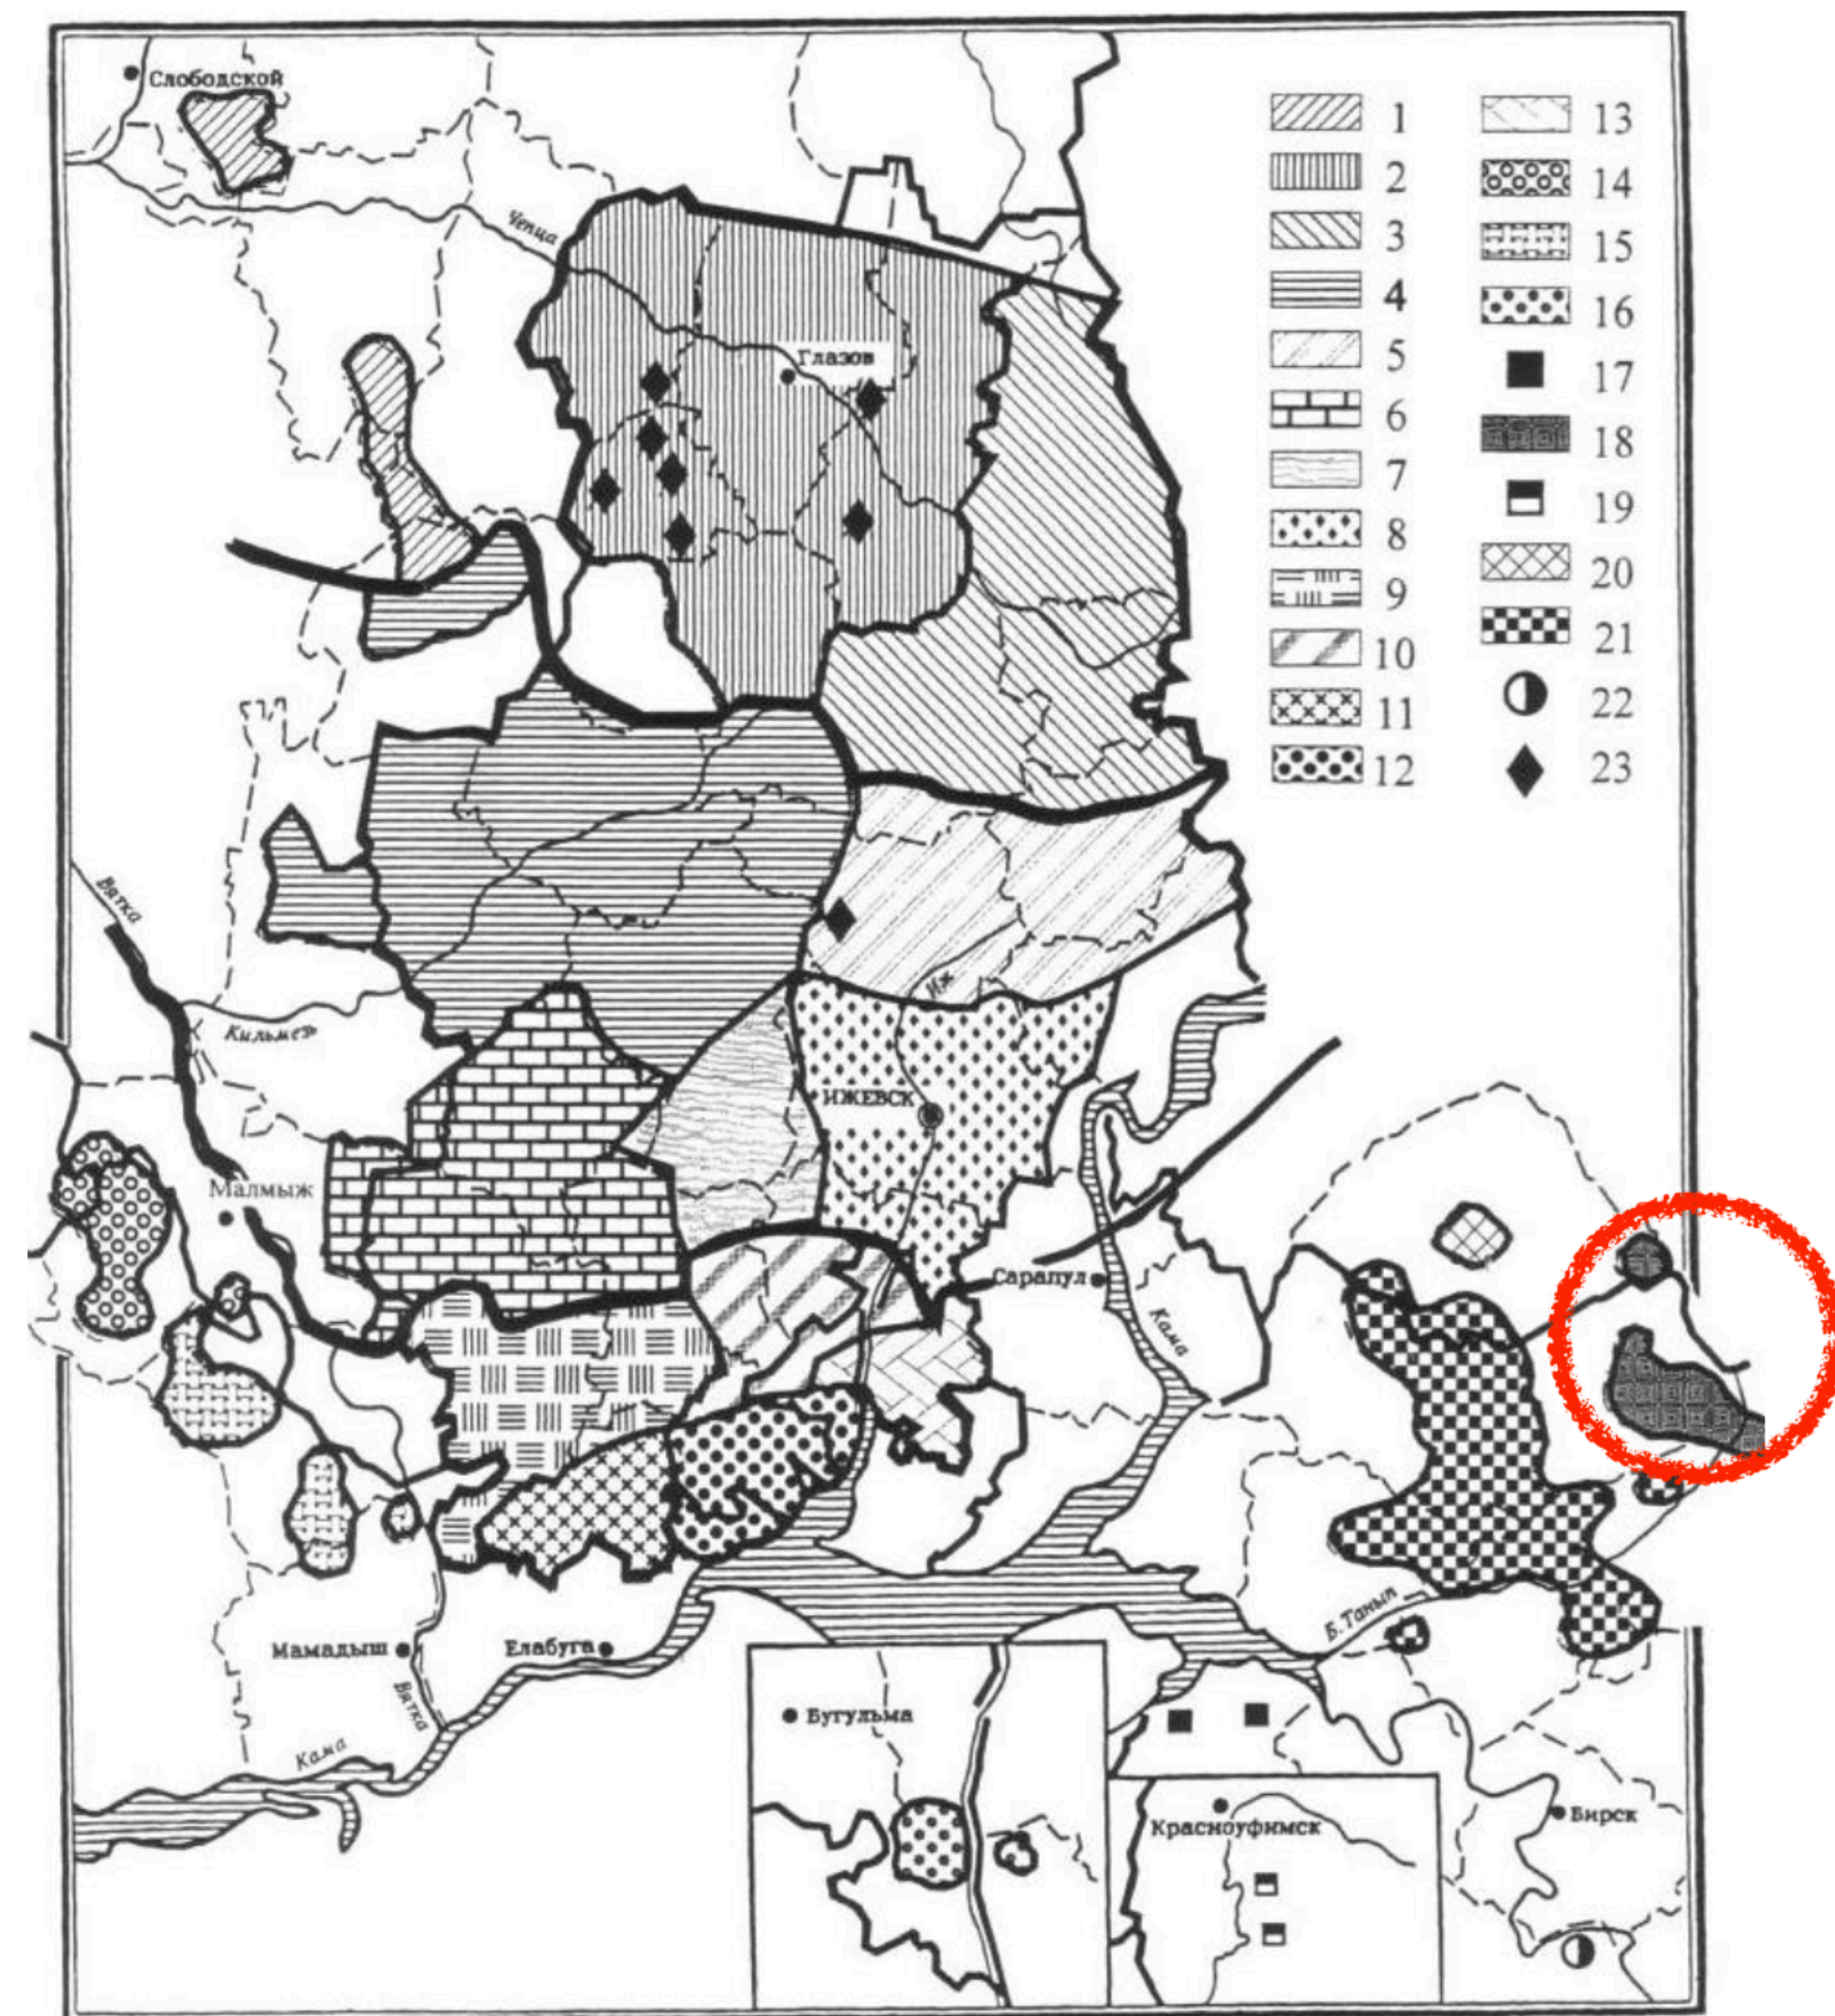 Слободской
Чепца
Глазов
Вятка
Кильмезь
Иж
ИЖЕВСК
Малмыж
Сарапул
Кама
Мамадыш
Елабуга
Вятка
Кама
Б. Танып
Бугульма
Красноуфимск
Бирск
1
2
3
4
5
6
7
8
9
10
11
12
13
14
15
16
17
18
19
20
21
22
23